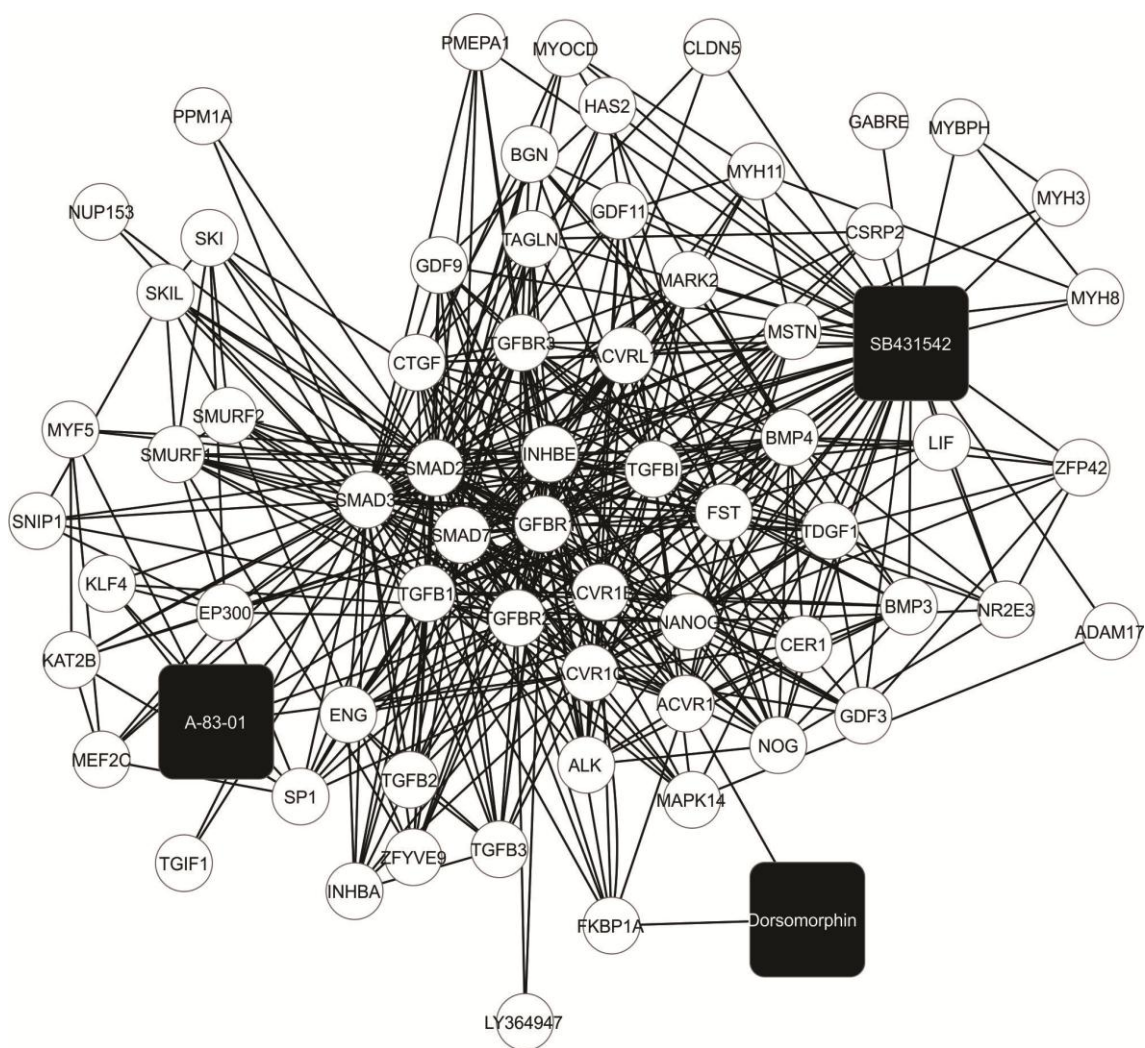 PMEPA1
MYOCD
CLDN5
HAS2
PPM1A
GABRE
MYBPH
BGN
MYH11
MYH3
NUP153
GDF11
SKI
TAGLN
CSRP2
GDF9
MARK2
SKIL
MYH8
MSTN
TGFBR3
ACVRL
SB431542
CTGF
SMURF2
MYF5
BMP4
LIF
SMURF1
INHBE
ZFP42
SMAD2
TGFBI
SMAD3
FST
SNIP1
GFBR1
TDGF1
SMAD7
KLF4
TGFB1
CVR1B
BMP3
NR2E3
EP300
GFBR2
NANOG
ADAM17
CER1
KAT2B
ACVR1C
A-83-01
ENG
ACVR1
GDF3
NOG
MEF2C
TGFB2
ALK
SP1
MAPK14
TGIF1
ZFYVE9
TGFB3
INHBA
FKBP1A
Dorsomorphin
LY364947